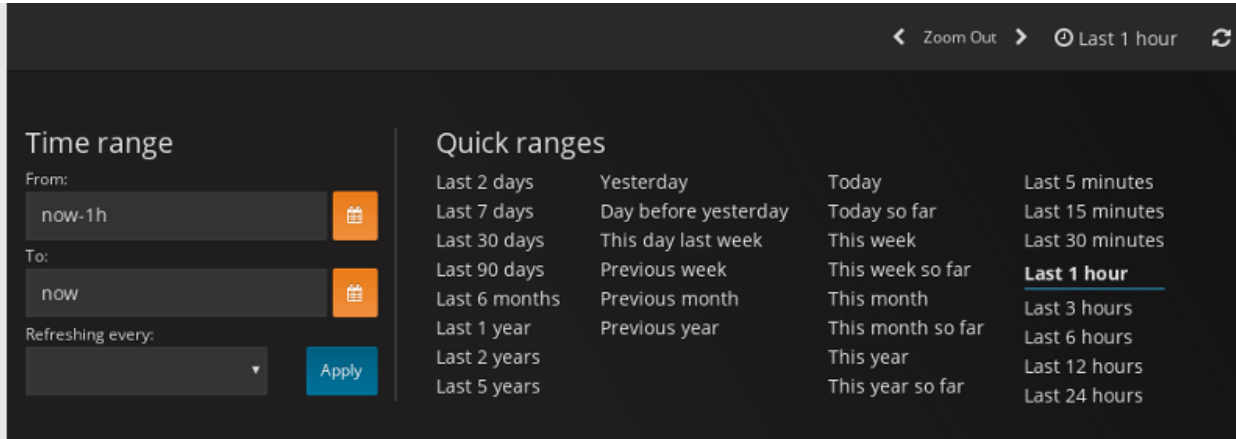 Zoom Out
Last 1 hour
Time range
From:
now-1h
To:
now
Refreshing every:
Apply
Quick ranges
Last 2 days
Last 7 days
Last 30 days
Last 90 days
Last 6 months
Last 1 year
Last 2 years
Last 5 years
Yesterday
Day before yesterday
This day last week
Previous week
Previous month
Previous year
Today
Today so far
This week
This week so far
This month
This month so far
This year
This year so far
Last 5 minutes
Last 15 minutes
Last 30 minutes
Last 1 hour
Last 3 hours
Last 6 hours
Last 12 hours
Last 24 hours